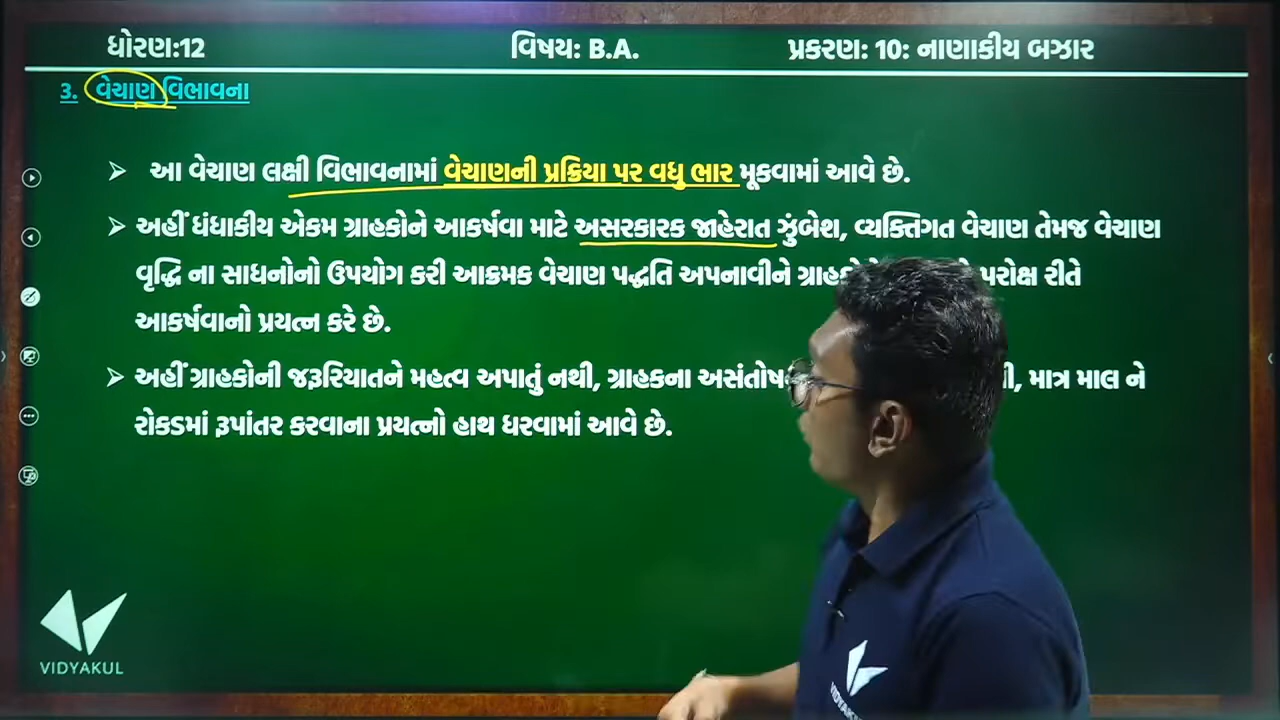 ધોરણ:12 વિષય: B.A. પ્રકરણ: 10: નાણાકીય બઝાર
૩. વેચાણ વિભાવના
➢ આ વેચાણ લક્ષી વિભાવનામાં વેચાણની પ્રક્રિયા પર વધુ ભાર મૂકવામાં આવે છે.
➢ અહીં ધંધાકીય એકમ ગ્રાહકોને આકર્ષવા માટે અસરકારક જાહેરાત ઝુંબેશ, વ્યક્તિગત વેચાણ તેમજ વેચાણ
વૃદ્ધિ ના સાધનોનો ઉપયોગ કરી આક્રમક વેચાણ પદ્ધતિ અપનાવીને પરોક્ષ રીતે
આકર્ષવાનો પ્રયત્ન કરે છે.
➢ અહીં ગ્રાહકોની જરૂરિયાતને મહત્વ અપાતું નથી, ગ્રાહકના માત્ર માલ ને
રોકડમાં રૂપાંતર કરવાના પ્રયત્નો હાથ ધરવામાં આવે છે.
VIDYAKUL